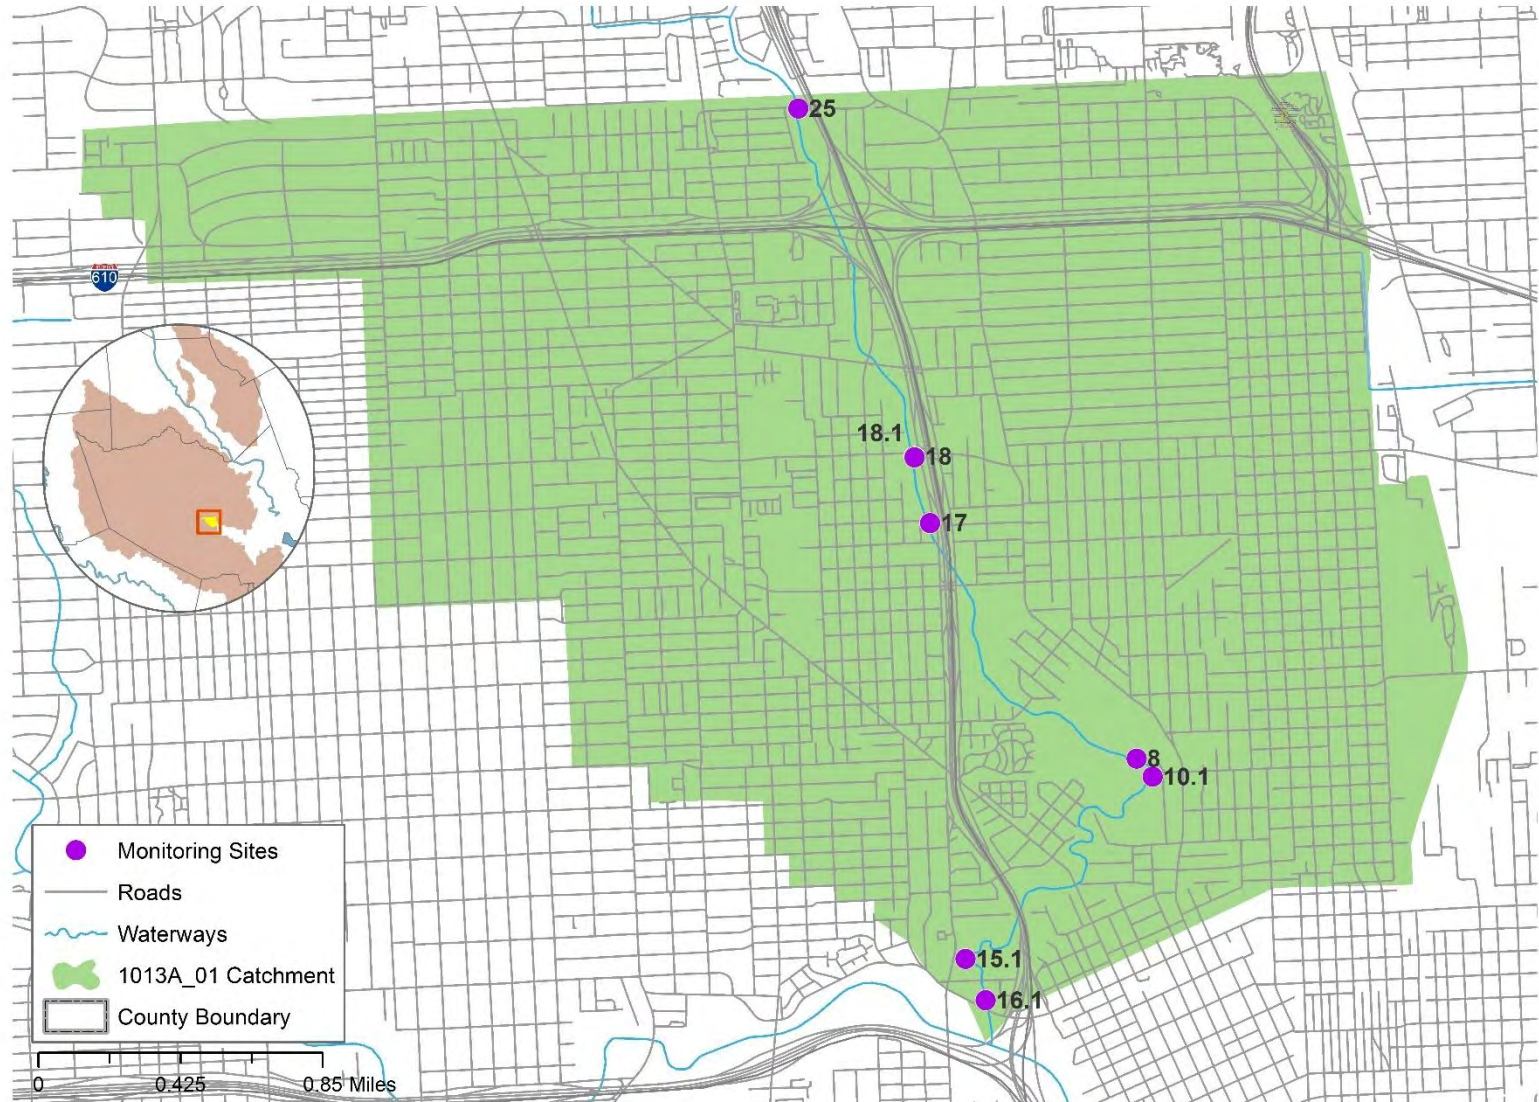 25
610
18.1
18
17
8
10.1
Monitoring Sites
Roads
Waterways
1013A_01 Catchment
County Boundary
15.1
16.1
0 0.425 0.85 Miles